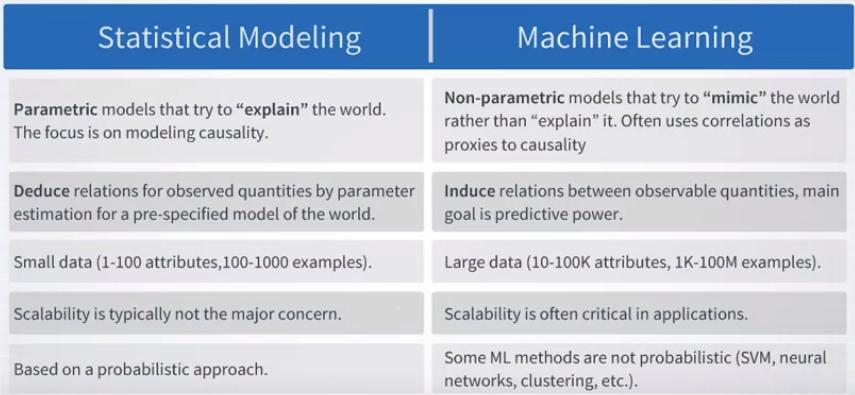 Statistical Modeling
Machine Learning
Parametric models that try to “explain” the world.
The focus is on modeling causality.
Non-parametric models that try to “mimic” the world
rather than “explain” it. Often uses correlations as
proxies to causality
Deduce relations for observed quantities by parameter
estimation for a pre-specified model of the world.
Induce relations between observable quantities, main
goal is predictive power.
Small data (1-100 attributes,100-1000 examples).
Large data (10-100K attributes, 1K-100M examples).
Scalability is typically not the major concern.
Scalability is often critical in applications.
Based on a probabilistic approach.
Some ML methods are not probabilistic (SVM, neural
networks, clustering, etc.).